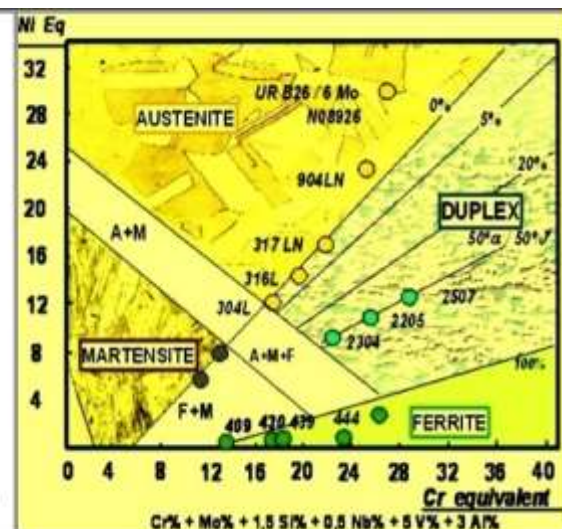 Ni Eq
32
28
24
20
16
12
8
4
UR B26 / 6 Mo
N08926
AUSTENITE
0%
5%
904LN
20%
DUPLEX
A+M
317 LN
50%α 50%
316L
304L
2507
2205
2304
MARTENSITE
A+M+F
100%
F+M
409 420 439 444
FERRITE
0 4 8 12 16 20 24 28 32 36 40
Cr equivalent
Cr% + Mo% + 1.5 Si% + 0.5 Nb% + 5 V% + 3 Al%